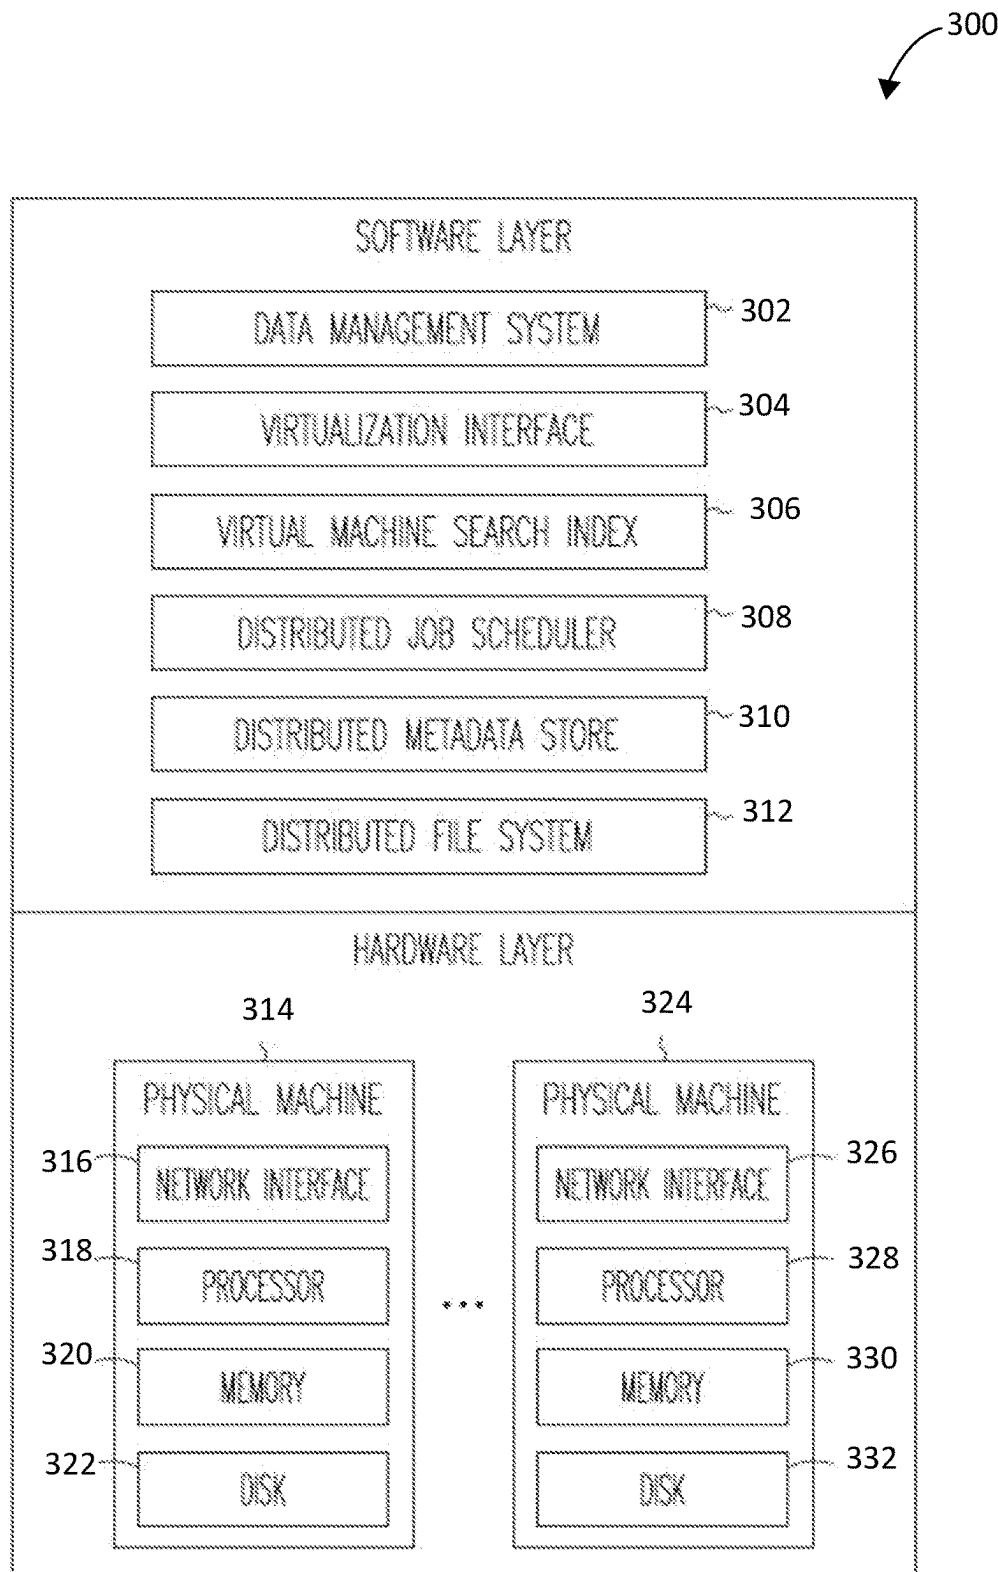 300
SOFTWARE LAYER
DATA MANAGEMENT SYSTEM
302
VIRTUALIZATION INTERFACE
304
VIRTUAL MACHINE SEARCH INDEX
306
DISTRIBUTED JOB SCHEDULER
308
DISTRIBUTED METADATA STORE
310
DISTRIBUTED FILE SYSTEM
312
HARDWARE LAYER
314
PHYSICAL MACHINE
316
NETWORK INTERFACE
318
PROCESSOR
320
MEMORY
322
DISK
...
324
PHYSICAL MACHINE
NETWORK INTERFACE
326
PROCESSOR
328
MEMORY
330
DISK
332